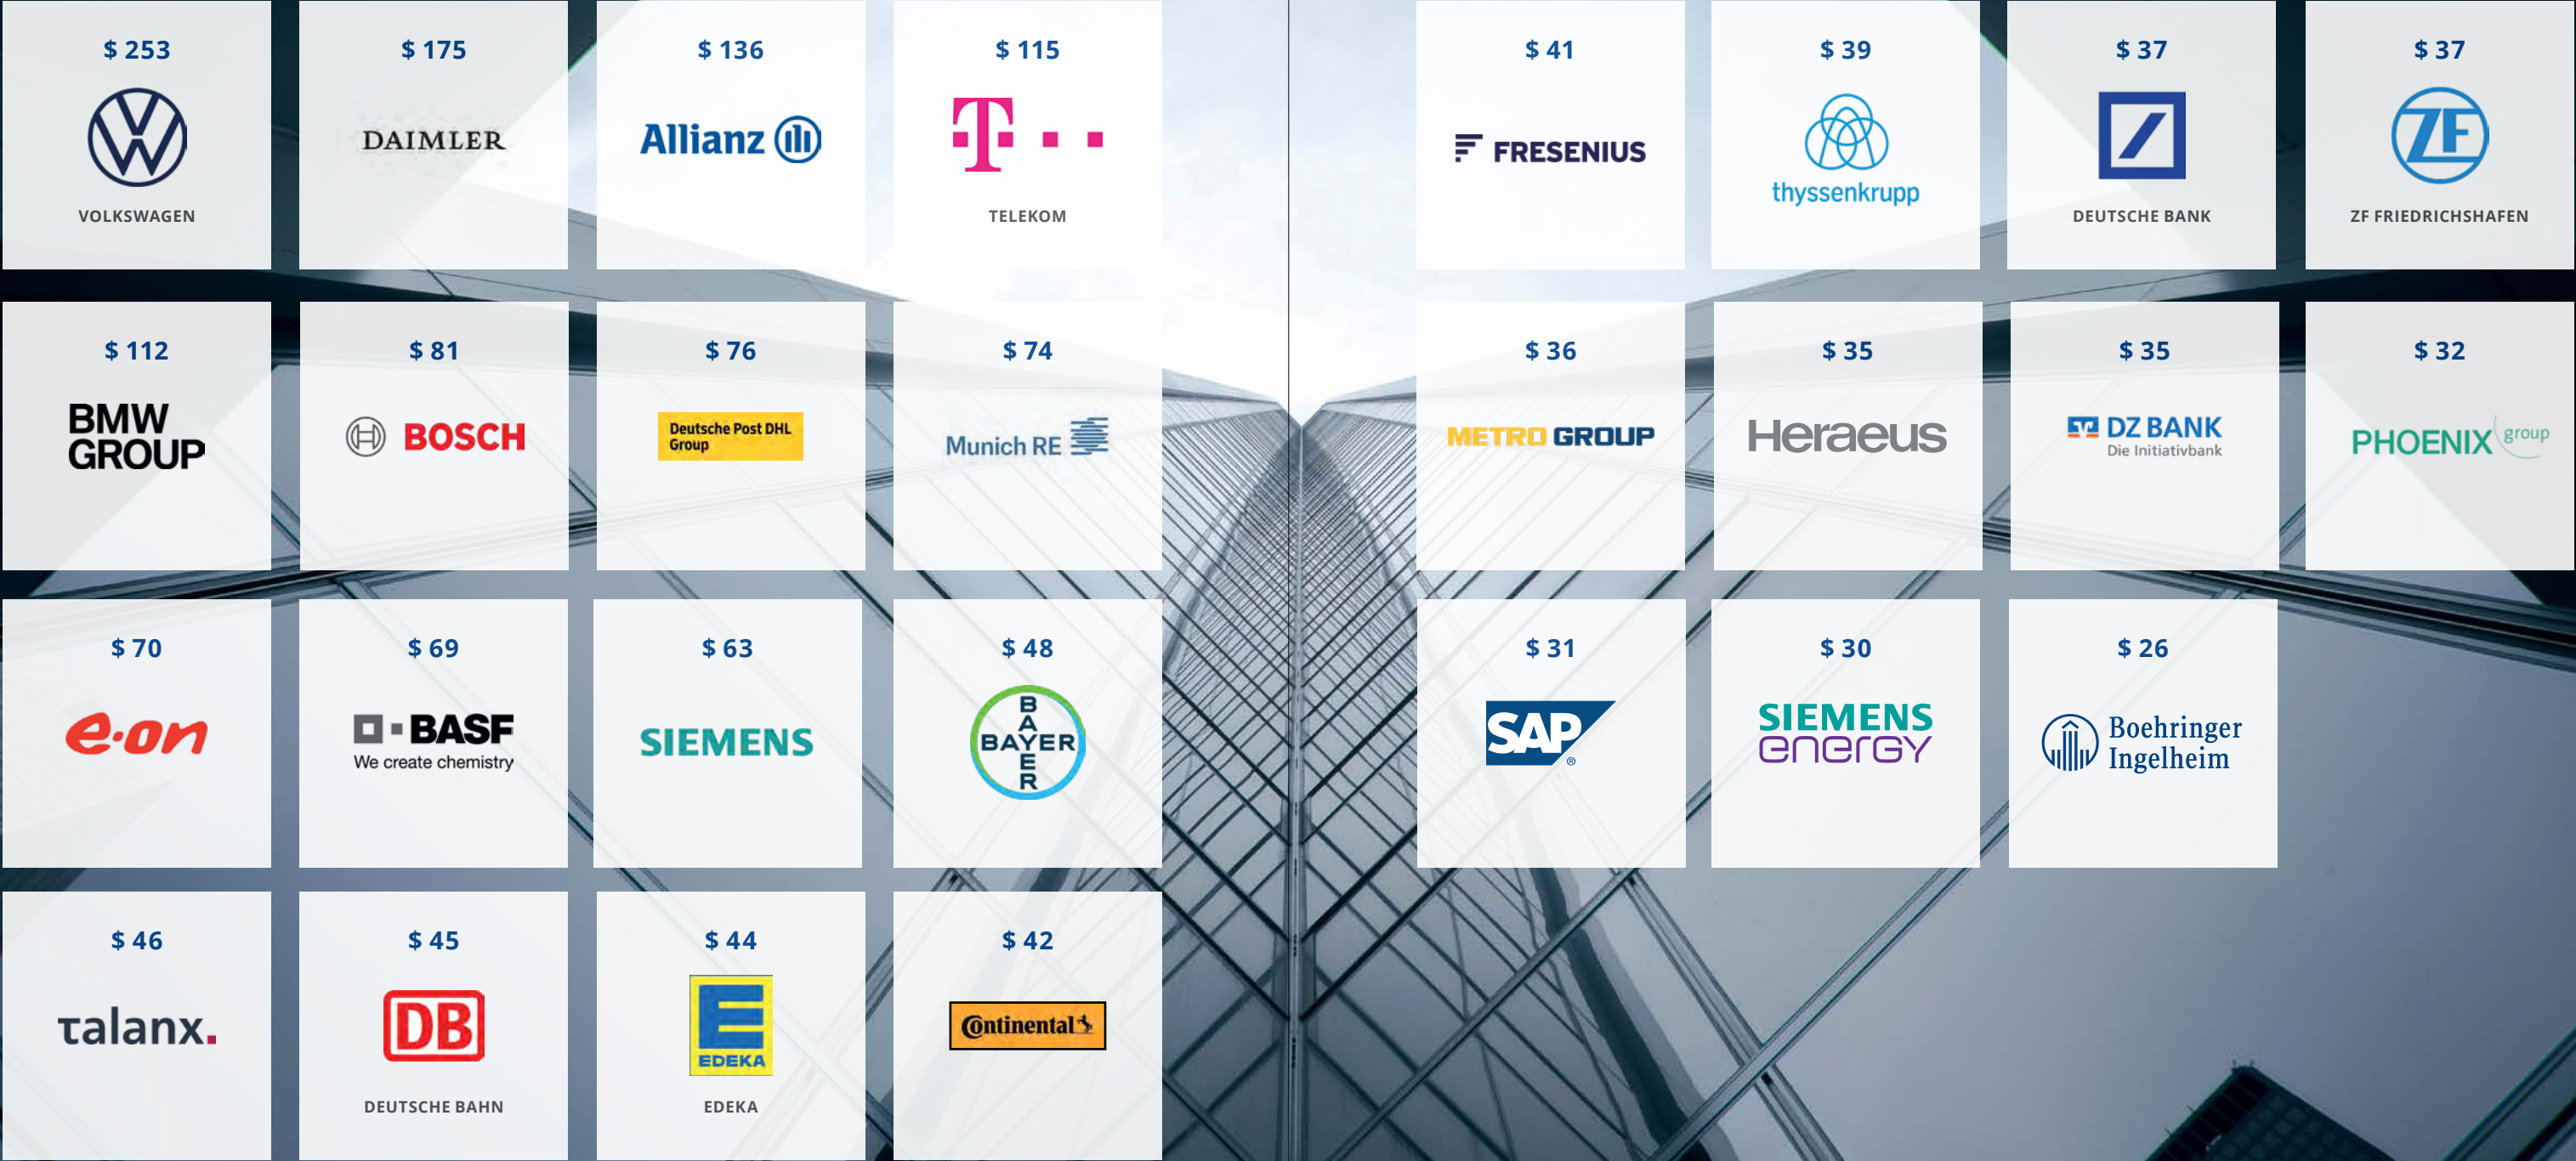 $ 253
VOLKSWAGEN
$ 175
DAIMLER
$ 136
Allianz
$ 115
T
TELEKOM
$ 112
BMW
GROUP
$ 81
BOSCH
$ 76
Deutsche Post DHL
Group
$ 74
Munich RE
$ 70
e.on
$ 69
BASF
We create chemistry
$ 63
SIEMENS
$ 48
BAYER
BAYER
$ 46
talanx.
$ 45
DB
DEUTSCHE BAHN
$ 44
E
EDEKA
EDEKA
$ 42
Continental
$ 41
FRESENIUS
$ 39
thyssenkrupp
$ 37
DEUTSCHE BANK
$ 37
ZF
ZF FRIEDRICHSHAFEN
$ 36
METRO GROUP
$ 35
Heraeus
$ 35
DZ BANK
Die Initiativbank
$ 32
PHOENIX group
$ 31
SAP®
$ 30
SIEMENS
energy
$ 26
Boehringer
Ingelheim